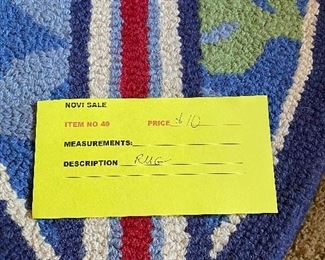 NOVI SALE
ITEM NO 40 PRICE $10
MEASUREMENTS:
DESCRIPTION RUG